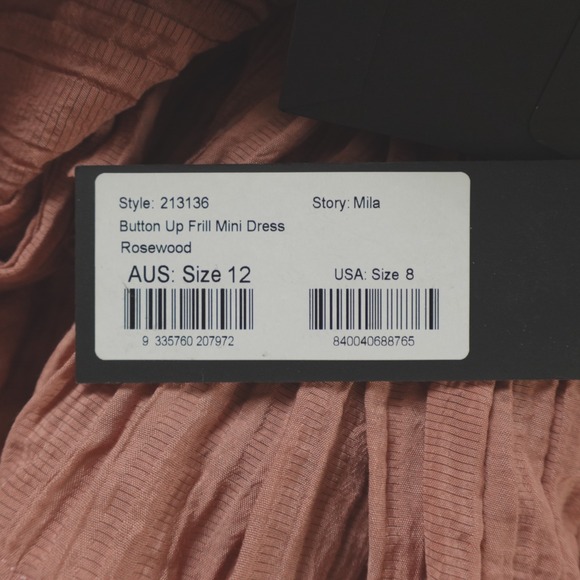 Style: 213136 Story: Mila
Button Up Frill Mini Dress
Rosewood
AUS: Size 12 USA: Size 8
9 335760 207972 840040688765